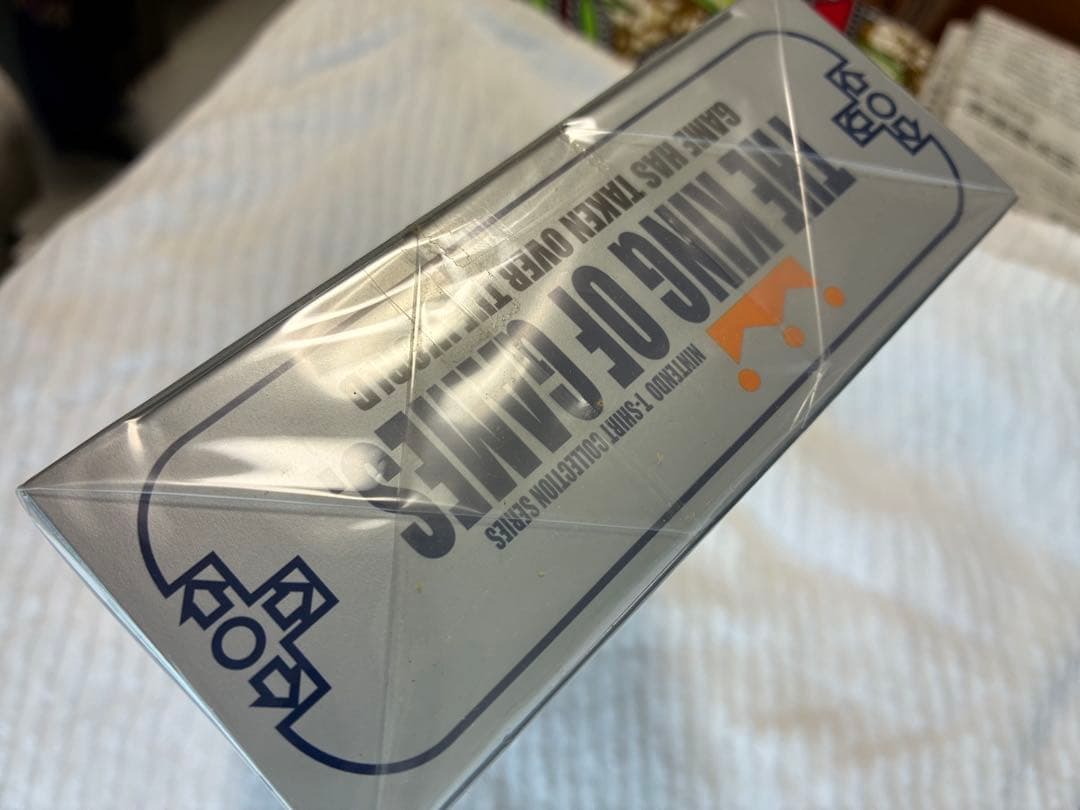 NINTENDO T-SHIRT COLLECTION SERIES
THE KING OF GAMES
GAME HAS TAKEN OVER THE WORLD